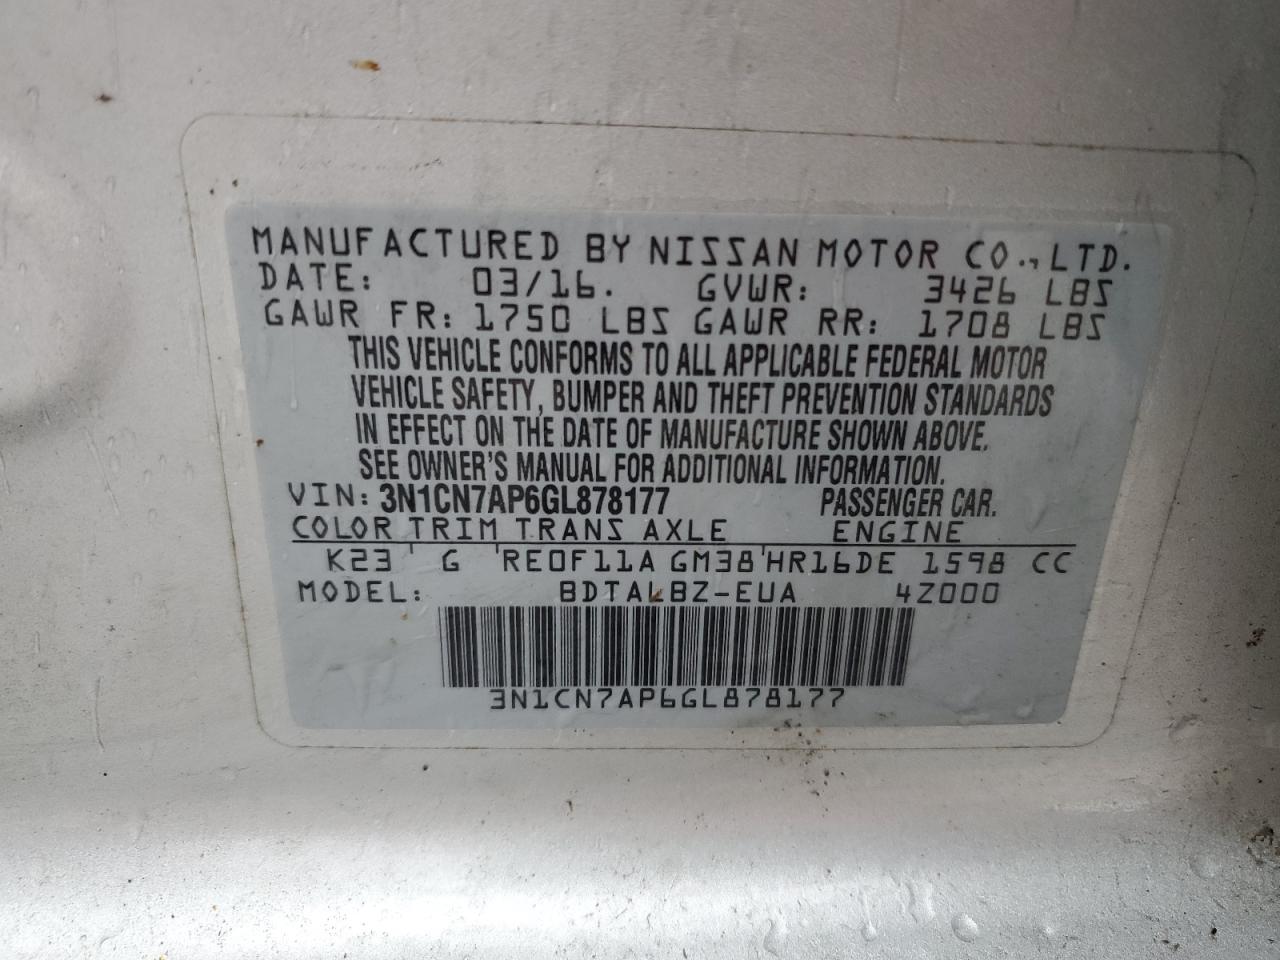 MANUFACTURED BY NISSAN MOTOR CO., LTD.
DATE: 03/16. GVWR: 3426 LBS
GAWR FR: 1750 LBS GAWR RR: 1708 LBS
THIS VEHICLE CONFORMS TO ALL APPLICABLE FEDERAL MOTOR
VEHICLE SAFETY, BUMPER AND THEFT PREVENTION STANDARDS
IN EFFECT ON THE DATE OF MANUFACTURE SHOWN ABOVE.
SEE OWNER'S MANUAL FOR ADDITIONAL INFORMATION.
VIN: 3N1CN7AP6GL878177 PASSENGER CAR.
COLOR TRIM TRANS AXLE ENGINE
K23 G RE0F11A GM38 HR16DE 1598 CC
MODEL: BDTALBZ-EUA 4Z000
3N1CN7AP6GL878177